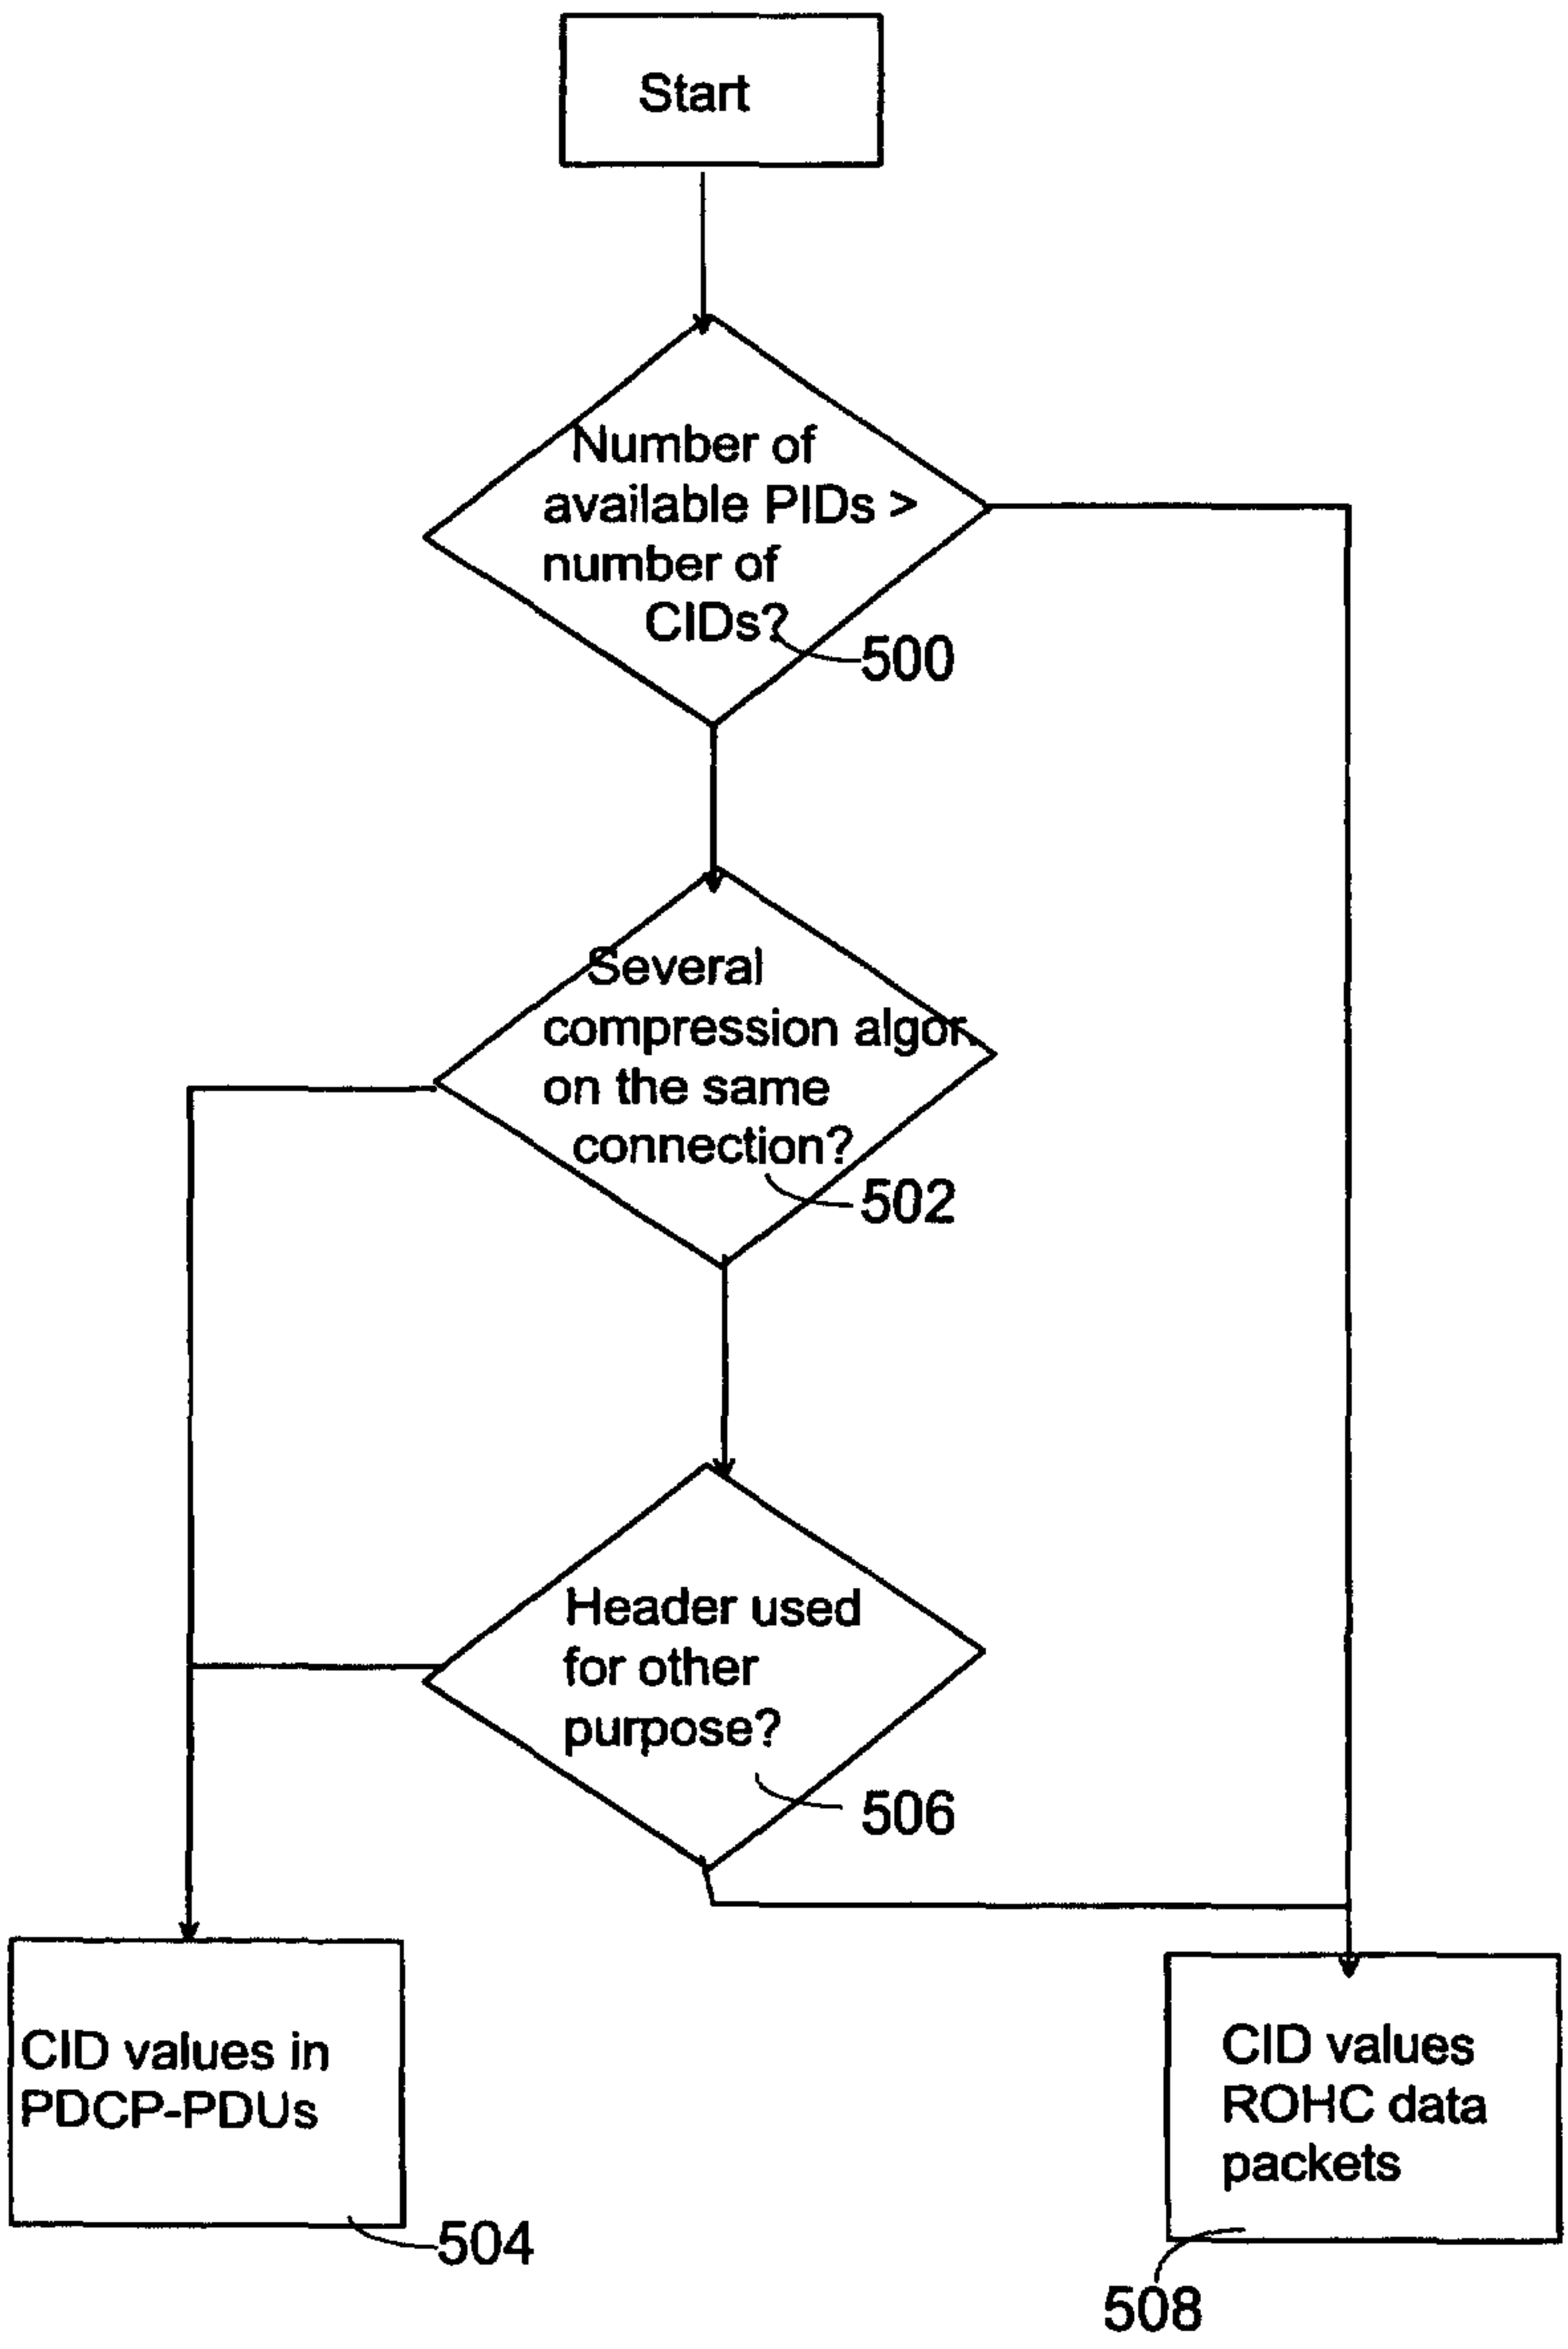 Start
Number of
available PIDs >
number of
CIDs?
500
Several
compression algor.
on the same
connection?
502
Header used
for other
purpose?
506
CID values in
PDCP-PDUs
504
CID values
ROHC data
packets
508